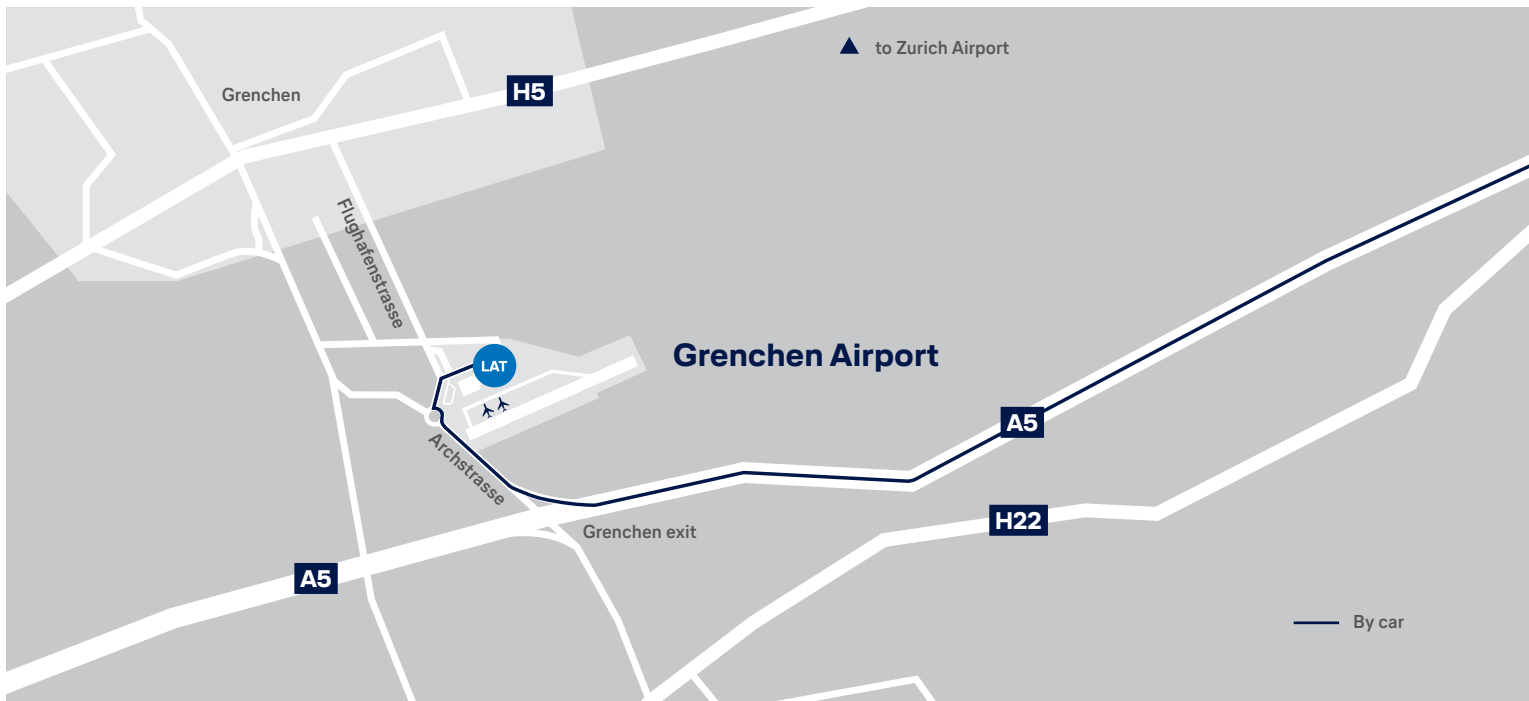 to Zurich Airport
H5
Grenchen
Flughafenstrasse
Grenchen Airport
LAT
A5
Archstrasse
H22
Grenchen exit
A5
By car